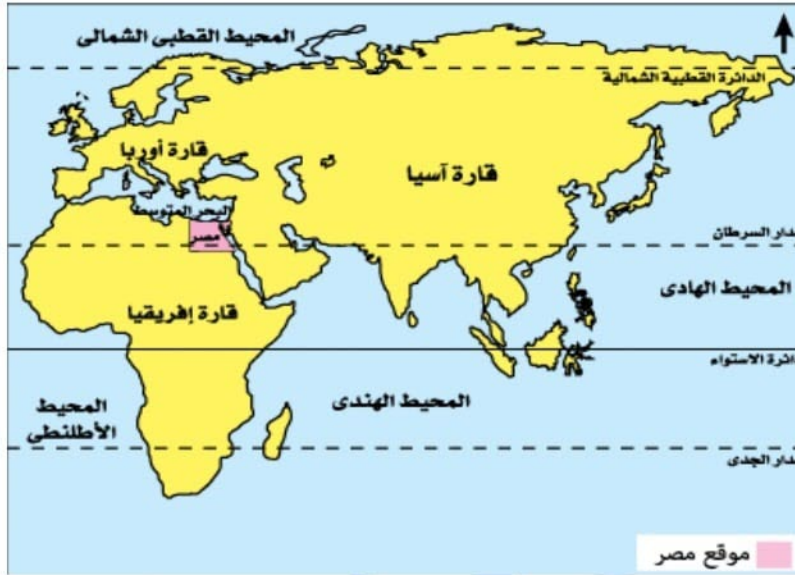 المحيط القطبى الشمالى
الدائرة القطبية الشمالية
قارة أوربا
قارة آسيا
البحر المتوسط
مصر
مدار السرطان
المحيط الهادى
قارة إفريقيا
دائرة الاستواء
المحيط
الأطلنطى
المحيط الهندى
مدار الجدى
موقع مصر